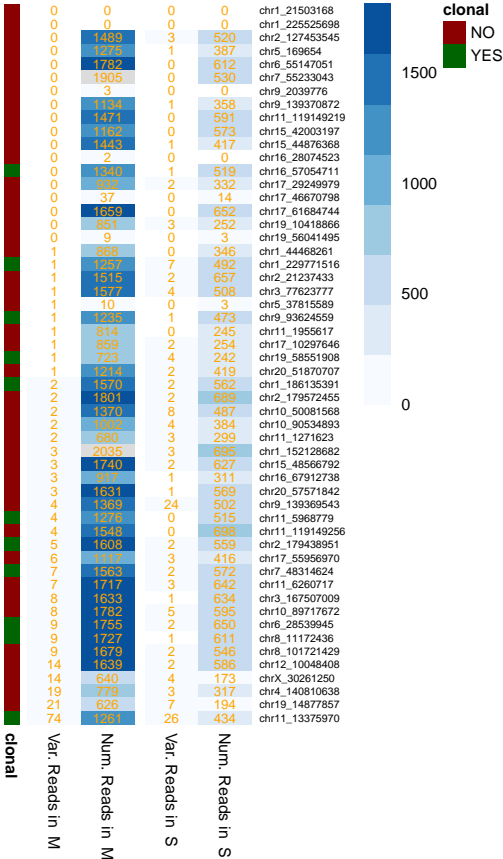 0 0 0 0 chr1_21503168
0 0 0 0 chr1_225525698
0 1489 3 520 chr2_127453545
0 1275 1 387 chr5_169654
0 1782 0 612 chr6_55147051
0 1905 0 530 chr7_55233043
0 3 0 0 chr9_2039776
0 1134 1 358 chr9_139370872
0 1471 0 591 chr11_119149219
0 1162 0 573 chr15_42003197
0 1443 1 417 chr15_44876368
0 2 0 0 chr16_28074523
0 1340 1 519 chr16_57054711
0 932 2 332 chr17_29249979
0 37 0 14 chr17_46670798
0 1659 0 652 chr17_61684744
0 851 3 252 chr19_10418866
0 9 0 3 chr19_56041495
1 868 0 346 chr1_44468261
1 1257 7 492 chr1_229771516
1 1515 2 657 chr2_21237433
1 1577 4 508 chr3_77623777
1 10 0 3 chr5_37815589
1 1235 1 473 chr9_93624559
1 814 0 245 chr11_1955617
1 859 2 254 chr17_10297646
1 723 4 242 chr19_58551908
1 1214 2 419 chr20_51870707
2 1570 2 562 chr1_186135391
2 1801 2 689 chr2_179572455
2 1370 8 487 chr10_50081568
2 1002 4 384 chr10_90534893
2 680 3 299 chr11_1271623
3 2035 3 695 chr1_152128682
3 1740 2 627 chr15_48566792
3 917 1 311 chr16_67912738
3 1631 1 569 chr20_57571842
4 1369 24 502 chr9_139369543
4 1276 0 515 chr11_5968779
4 1548 0 698 chr11_119149256
5 1608 2 559 chr2_179438951
6 1117 3 416 chr17_55956970
7 1563 2 572 chr7_48314624
7 1717 3 642 chr11_6260717
8 1633 1 634 chr3_167507009
8 1782 5 595 chr10_89717672
9 1755 2 650 chr6_28539945
9 1727 1 611 chr8_11172436
9 1679 2 546 chr8_101721429
14 1639 2 586 chr12_10048408
14 640 4 173 chrX_30261250
19 779 3 317 chr4_140810638
21 626 7 194 chr19_14877857
74 1261 26 434 chr11_13375970
clonal
Var. Reads in M
Num. Reads in M
Var. Reads in S
Num. Reads in S
1500
1000
500
0
clonal
NO
YES